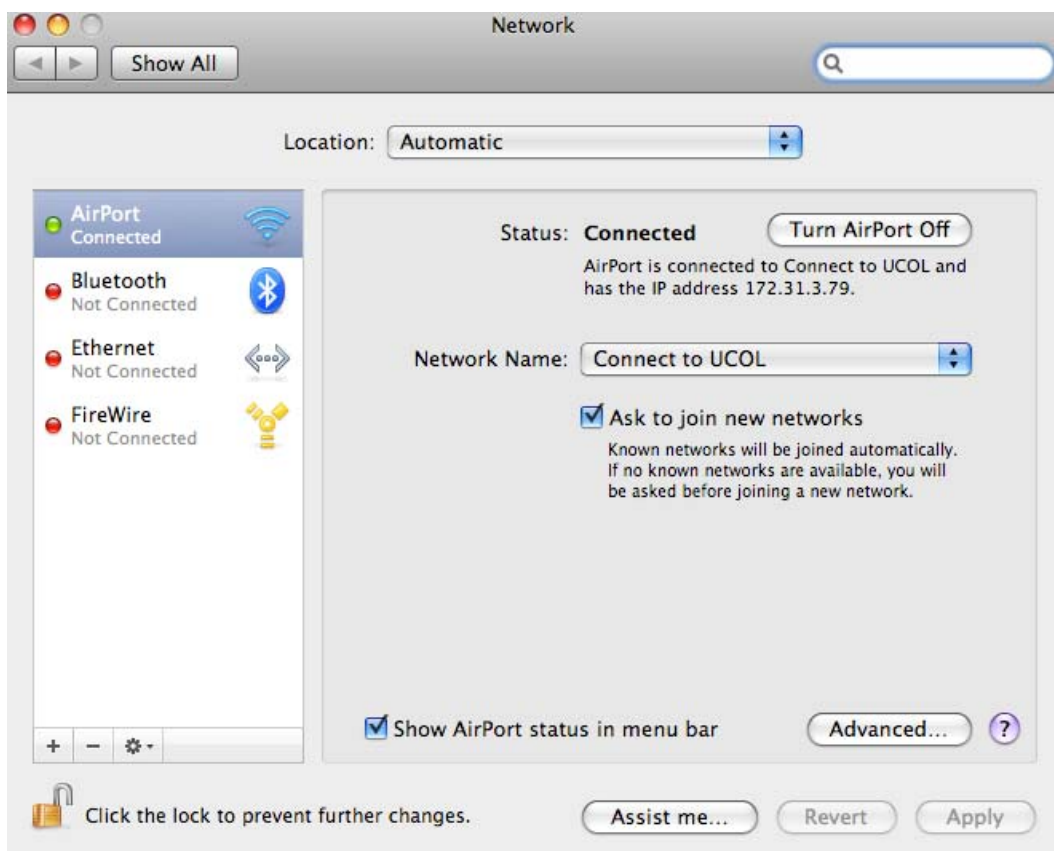 Network
Show All
Location: Automatic
AirPort
Connected
Bluetooth
Not Connected
Ethernet
Not Connected
FireWire
Not Connected
Status: Connected
Turn AirPort Off
AirPort is connected to Connect to UCOL and
has the IP address 172.31.3.79.
Network Name: Connect to UCOL
Ask to join new networks
Known networks will be joined automatically.
If no known networks are available, you will
be asked before joining a new network.
Show AirPort status in menu bar
Advanced... ?
Click the lock to prevent further changes.
Assist me... Revert Apply